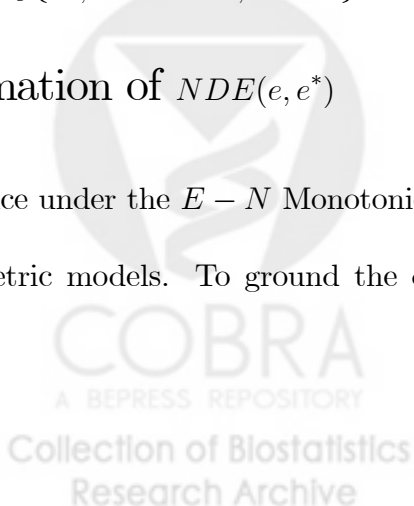 mation of NDE(e, e*)
ce under the E − N Monotoni
etric models. To ground the
COBRA
A BEPRESS REPOSITORY
Collection of Biostatistics
Research Archive